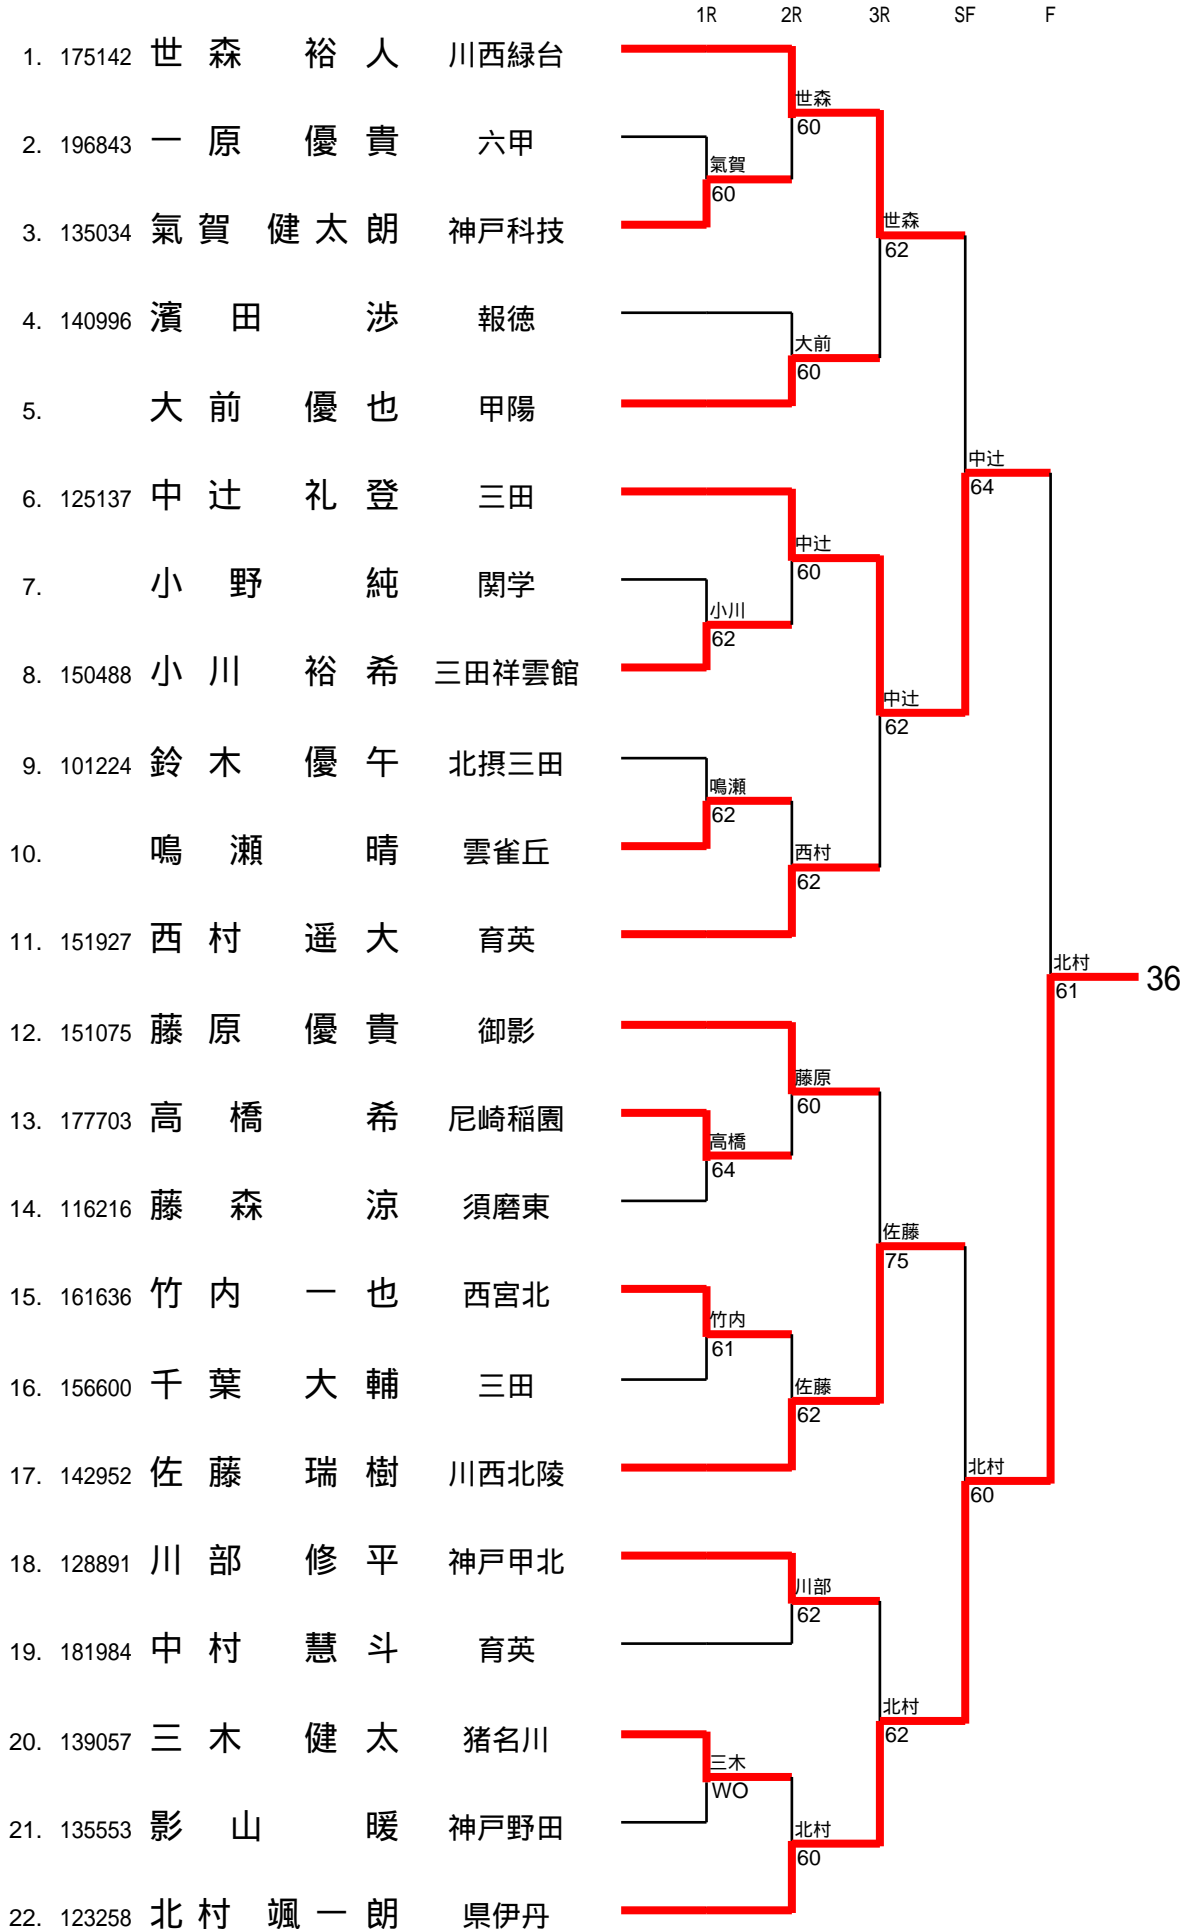 1R 2R 3R SF F
1. 175142 世森 裕人 川西緑台
世森
60
2. 196843 一原 優貴 六甲
氣賀
60
3. 135034 氣賀 健太朗 神戸科技
世森
62
4. 140996 濱田 渉 報徳
大前
60
5. 大前 優也 甲陽
中辻
64
6. 125137 中辻 礼登 三田
中辻
60
7. 小野 純 関学
小川
62
8. 150488 小川 裕希 三田祥雲館
中辻
62
9. 101224 鈴木 優午 北摂三田
鳴瀬
62
10. 鳴瀬 晴 雲雀丘
西村
62
11. 151927 西村 遥大 育英
北村
61
36
12. 151075 藤原 優貴 御影
藤原
60
13. 177703 高橋 希 尼崎稲園
高橋
64
14. 116216 藤森 涼 須磨東
佐藤
75
15. 161636 竹内 一也 西宮北
竹内
61
16. 156600 千葉 大輔 三田
佐藤
62
17. 142952 佐藤 瑞樹 川西北陵
北村
60
18. 128891 川部 修平 神戸甲北
川部
62
19. 181984 中村 慧斗 育英
北村
62
20. 139057 三木 健太 猪名川
三木
WO
21. 135553 影山 暖 神戸野田
北村
60
22. 123258 北村 颯一朗 県伊丹